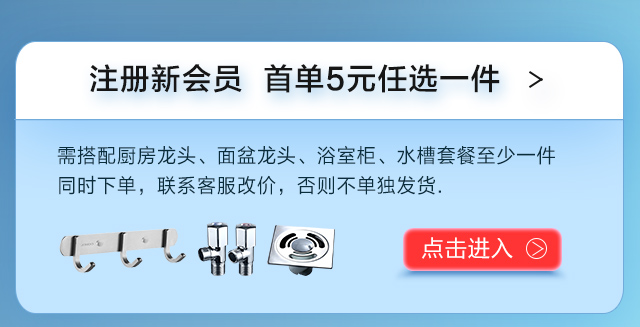 注册新会员 首单5元任选一件 >
需搭配厨房龙头、面盆龙头、浴室柜、水槽套餐至少一件
同时下单，联系客服改价，否则不单独发货.
点击进入 >